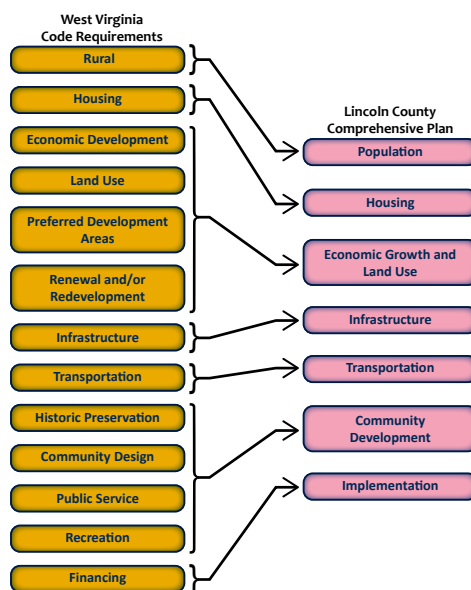 West Virginia
Code Requirements
Rural
Housing
Economic Development
Land Use
Preferred Development
Areas
Renewal and/or
Redevelopment
Infrastructure
Transportation
Historic Preservation
Community Design
Public Service
Recreation
Financing
Lincoln County
Comprehensive Plan
Population
Housing
Economic Growth and
Land Use
Infrastructure
Transportation
Community
Development
Implementation